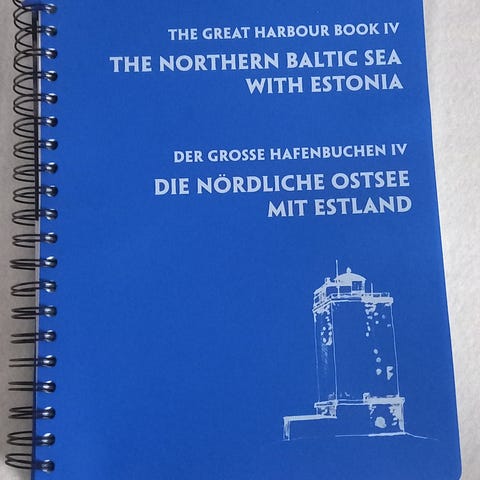 THE GREAT HARBOUR BOOK IV
THE NORTHERN BALTIC SEA
WITH ESTONIA
DER GROSSE HAFENBUCHEN IV
DIE NÖRDLICHE OSTSEE
MIT ESTLAND